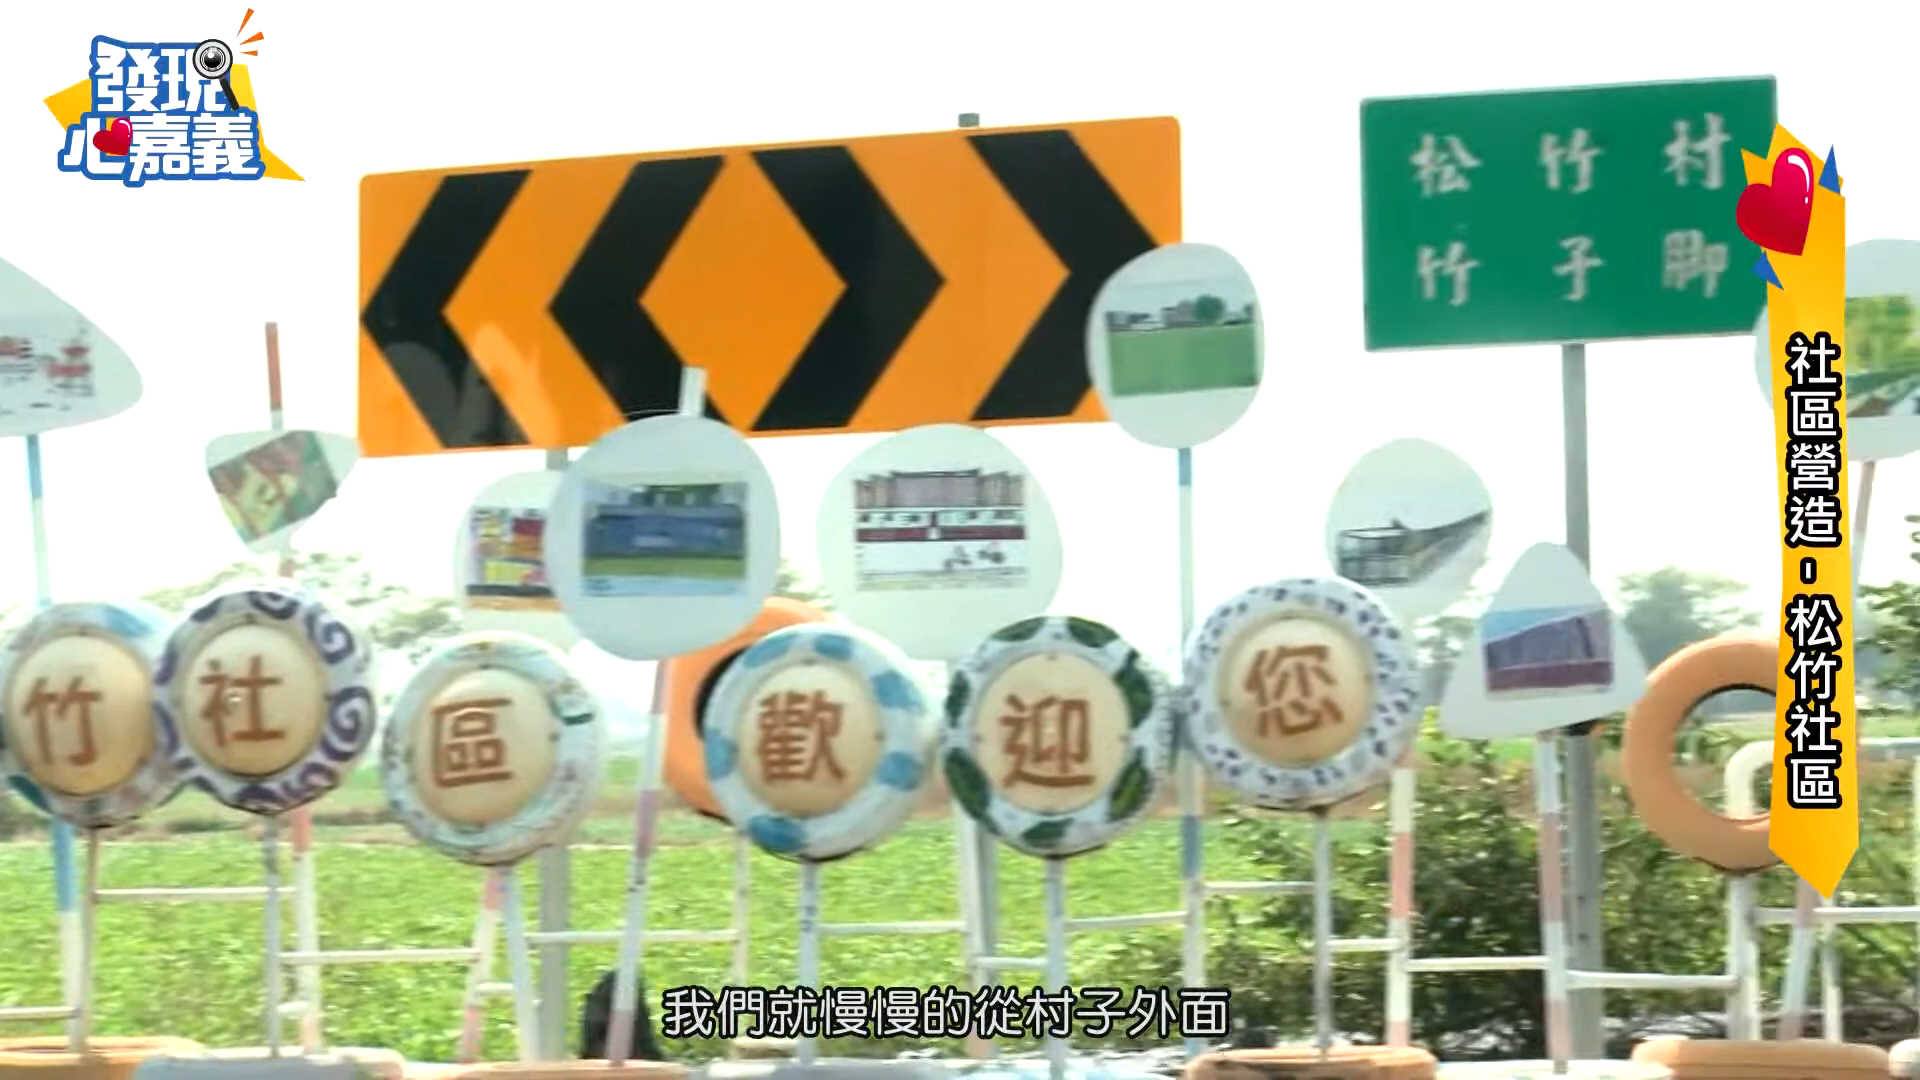 發現
心嘉義
松竹村
竹子腳
社區營造-松竹社區
竹社區歡迎您
我們就慢慢的從村子外面